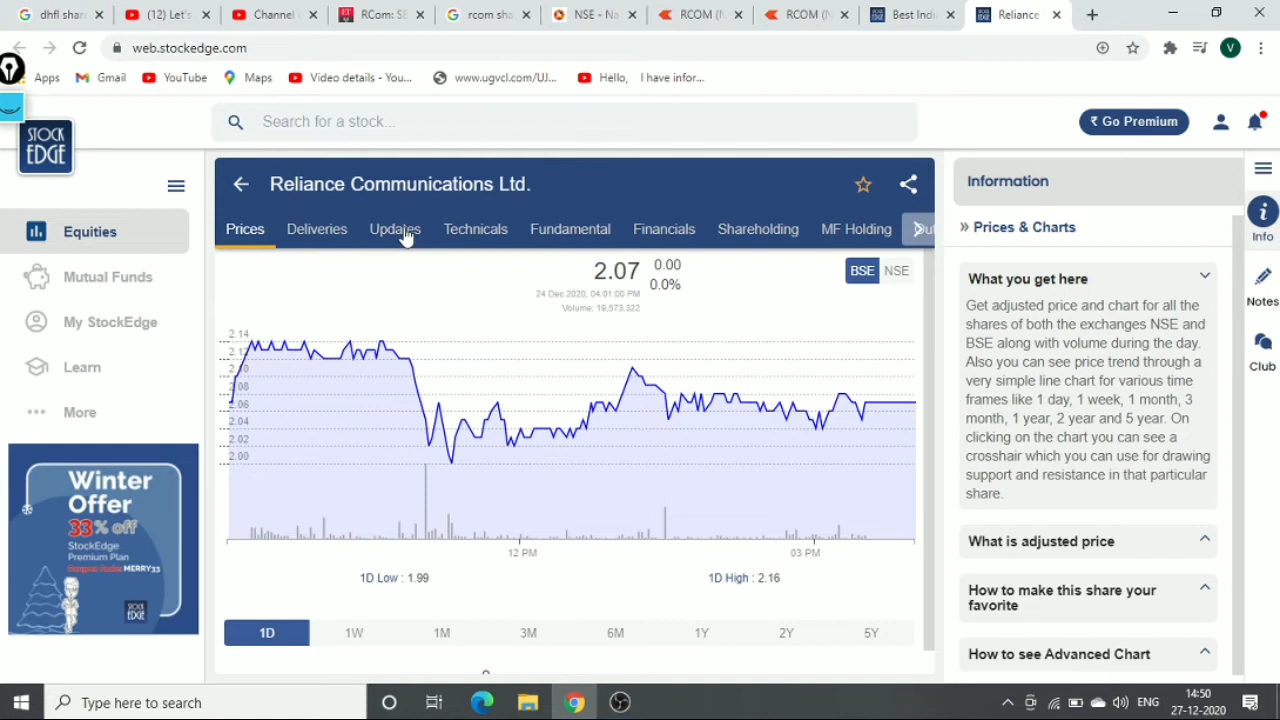 dhfl shar
(12) Let's
Channel
RCom: SE
rcom sha
NSE - Na
RCOM (N
RCOM (N
Best Indi
Reliance
web.stockedge.com
V
Apps
Gmail
YouTube
Maps
Video details - You...
www.ugvcl.com/UJ...
Hello, I have infor...
STOCK
EDGE
Search for a stock...
₹ Go Premium
Equities
Mutual Funds
My StockEdge
Learn
More
Winter
Offer
33% off
StockEdge
Premium Plan
MERRY33
STOCK
EDGE
Reliance Communications Ltd.
Prices
Deliveries
Updates
Technicals
Fundamental
Financials
Shareholding
MF Holding
2.07
0.00
0.0%
24 Dec 2020, 04:01:00 PM
Volume: 19,573,322
BSE
NSE
2.14
2.12
2.10
2.08
2.06
2.04
2.02
2.00
12 PM
03 PM
1D Low : 1.99
1D High : 2.16
1D
1W
1M
3M
6M
1Y
2Y
5Y
Information
» Prices & Charts
What you get here
Get adjusted price and chart for all the
shares of both the exchanges NSE and
BSE along with volume during the day.
Also you can see price trend through a
very simple line chart for various time
frames like 1 day, 1 week, 1 month, 3
month, 1 year, 2 year and 5 year. On
clicking on the chart you can see a
crosshair which you can use for drawing
support and resistance in that particular
share.
What is adjusted price
How to make this share your
favorite
How to see Advanced Chart
Info
Notes
Club
Type here to search
ENG
14:50
27-12-2020